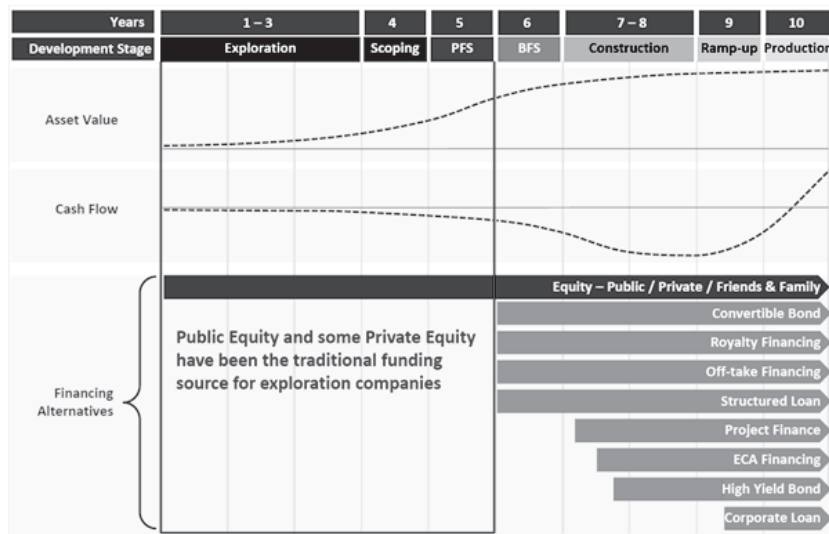 Years 1 – 3 4 5 6 7 – 8 9 10
Development Stage Exploration Scoping PFS BFS Construction Ramp-up Production
Asset Value
Cash Flow
Equity – Public / Private / Friends & Family
Convertible Bond
Public Equity and some Private Equity
have been the traditional funding
source for exploration companies
Royalty Financing
Off-take Financing
Financing
Alternatives
Structured Loan
Project Finance
ECA Financing
High Yield Bond
Corporate Loan